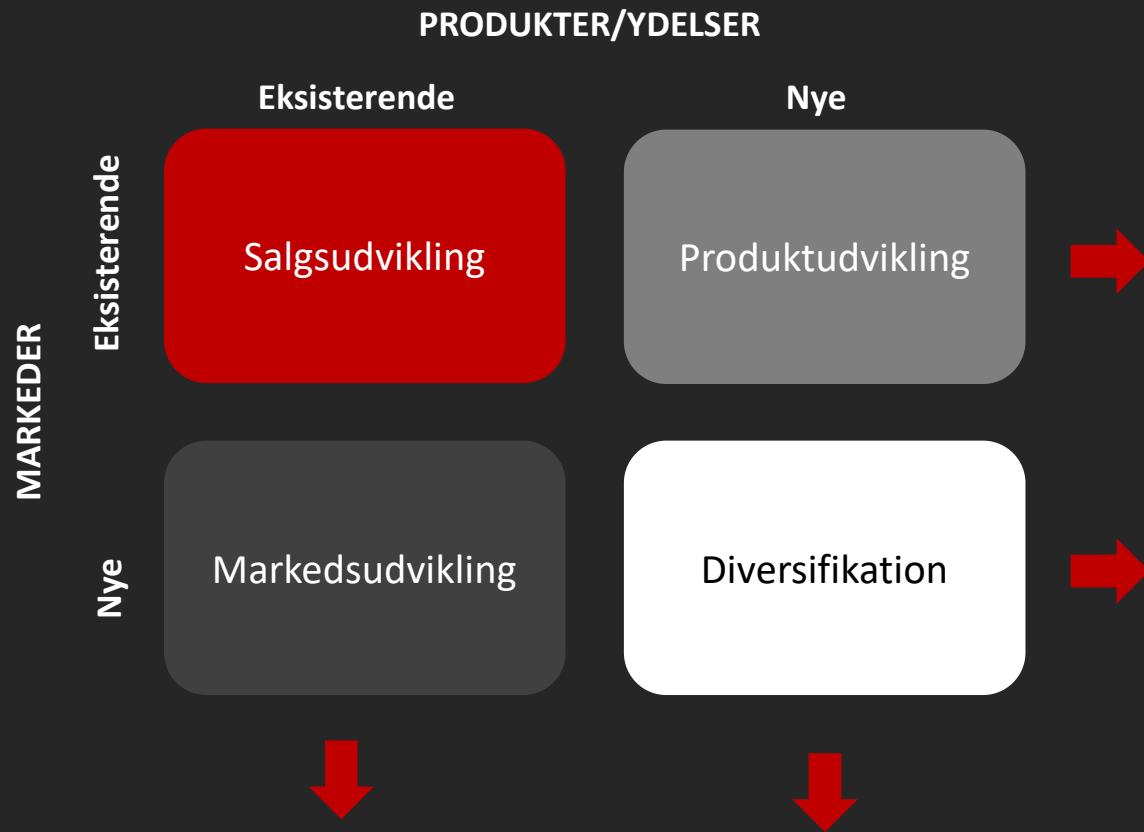 PRODUKTER/YDELSER
Eksisterende
Nye
MARKEDER
Eksisterende
Salgsudvikling
Produktudvikling
Nye
Markedsudvikling
Diversifikation